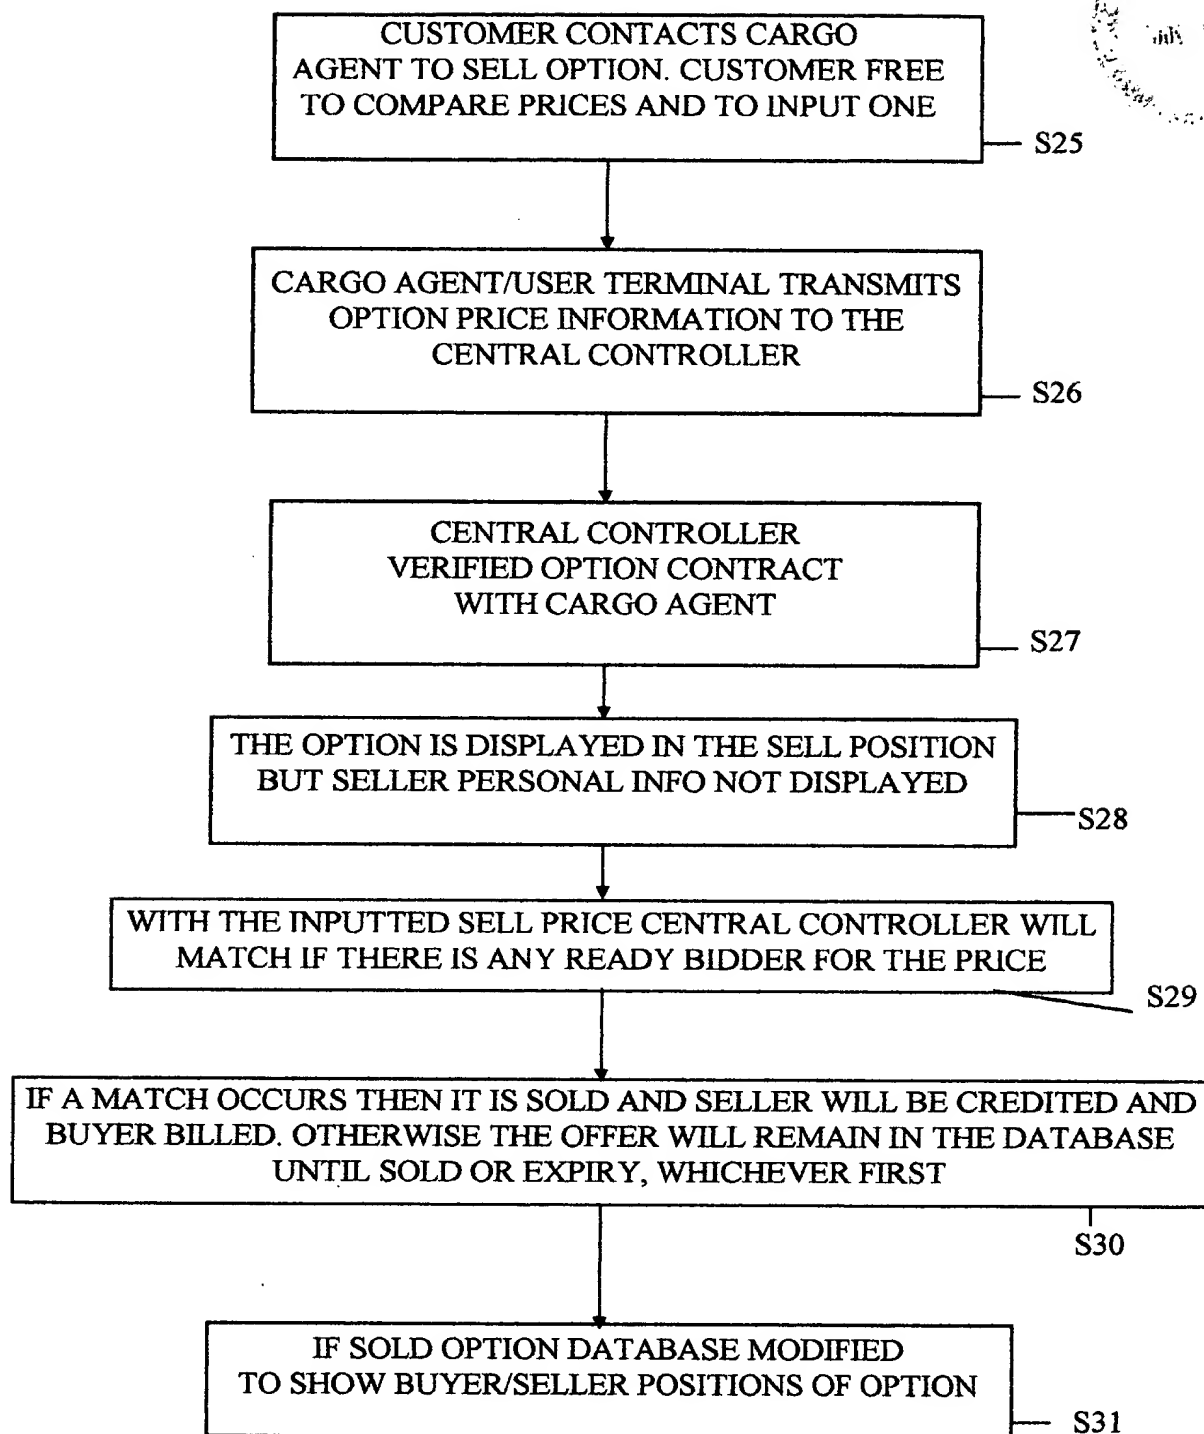 CUSTOMER CONTACTS CARGO
AGENT TO SELL OPTION. CUSTOMER FREE
TO COMPARE PRICES AND TO INPUT ONE
S25
CARGO AGENT/USER TERMINAL TRANSMITS
OPTION PRICE INFORMATION TO THE
CENTRAL CONTROLLER
S26
CENTRAL CONTROLLER
VERIFIED OPTION CONTRACT
WITH CARGO AGENT
S27
THE OPTION IS DISPLAYED IN THE SELL POSITION
BUT SELLER PERSONAL INFO NOT DISPLAYED
S28
WITH THE INPUTTED SELL PRICE CENTRAL CONTROLLER WILL
MATCH IF THERE IS ANY READY BIDDER FOR THE PRICE
S29
IF A MATCH OCCURS THEN IT IS SOLD AND SELLER WILL BE CREDITED AND
BUYER BILLED. OTHERWISE THE OFFER WILL REMAIN IN THE DATABASE
UNTIL SOLD OR EXPIRY, WHICHEVER FIRST
S30
IF SOLD OPTION DATABASE MODIFIED
TO SHOW BUYER/SELLER POSITIONS OF OPTION
S31